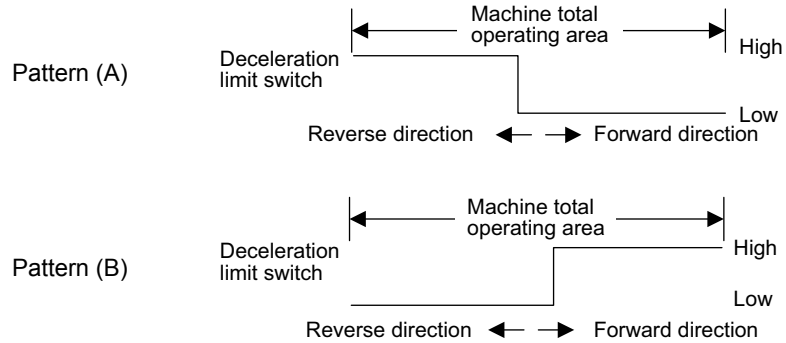 Machine total
operating area
High
Pattern (A)
Deceleration
limit switch
Low
Reverse direction
Forward direction
Machine total
operating area
High
Pattern (B)
Deceleration
limit switch
Low
Reverse direction
Forward direction